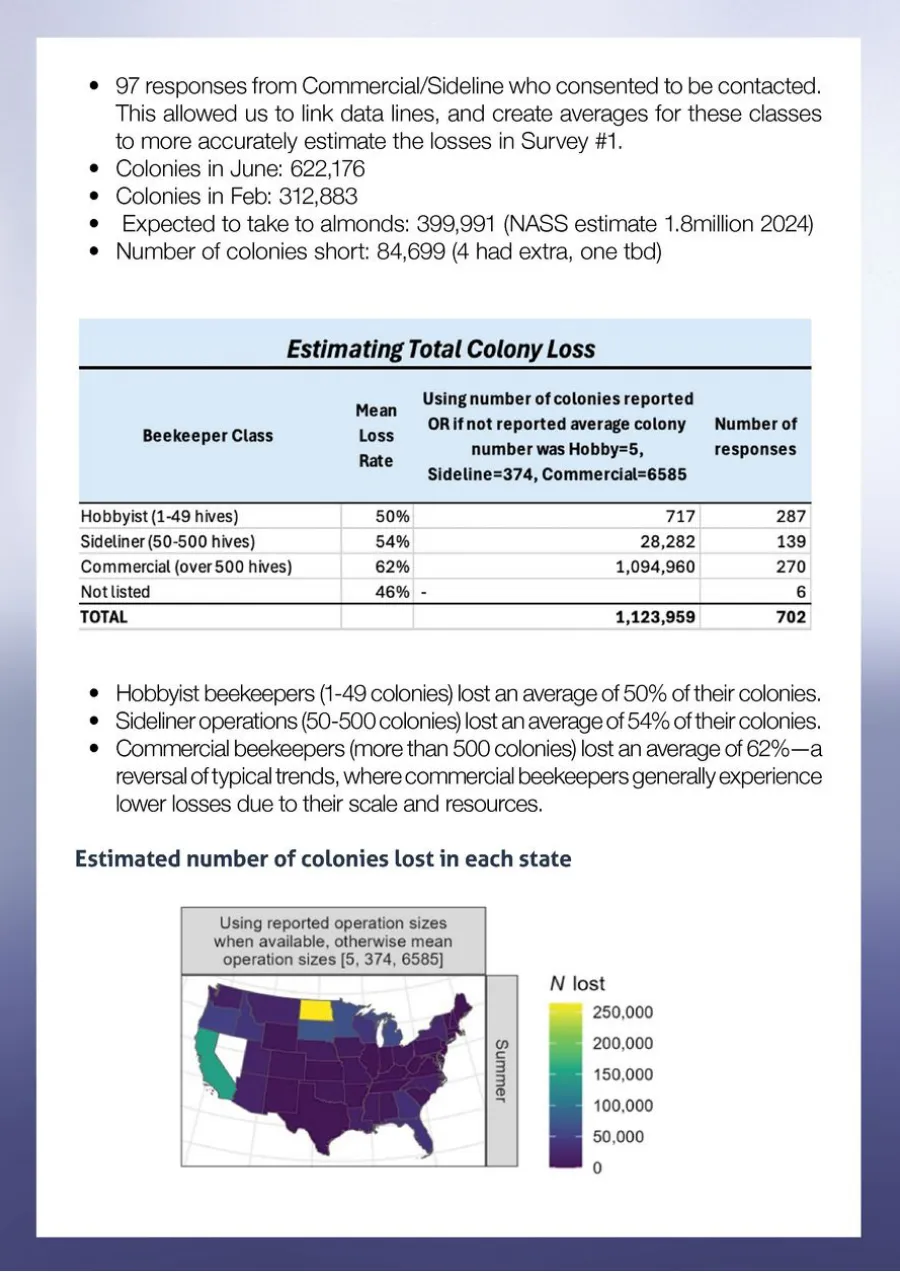 • 97 responses from Commercial/Sideline who consented to be contacted.
This allowed us to link data lines, and create averages for these classes
to more accurately estimate the losses in Survey #1.
• Colonies in June: 622,176
• Colonies in Feb: 312,883
• Expected to take to almonds: 399,991 (NASS estimate 1.8million 2024)
• Number of colonies short: 84,699 (4 had extra, one tbd)
Estimating Total Colony Loss
Beekeeper Class
Mean
Loss
Rate
Using number of colonies reported
OR if not reported average colony
number was Hobby=5,
Sideline=374, Commercial=6585
Number of
responses
Hobbyist (1-49 hives) 50% 717 287
Sideliner (50-500 hives) 54% 28,282 139
Commercial (over 500 hives) 62% 1,094,960 270
Not listed 46% - 6
TOTAL 1,123,959 702
• Hobbyist beekeepers (1-49 colonies) lost an average of 50% of their colonies.
• Sideliner operations (50-500 colonies) lost an average of 54% of their colonies.
• Commercial beekeepers (more than 500 colonies) lost an average of 62%—a
reversal of typical trends, where commercial beekeepers generally experience
lower losses due to their scale and resources.
Estimated number of colonies lost in each state
Using reported operation sizes
when available, otherwise mean
operation sizes [5, 374, 6585]
Summer
N lost
250,000
200,000
150,000
100,000
50,000
0